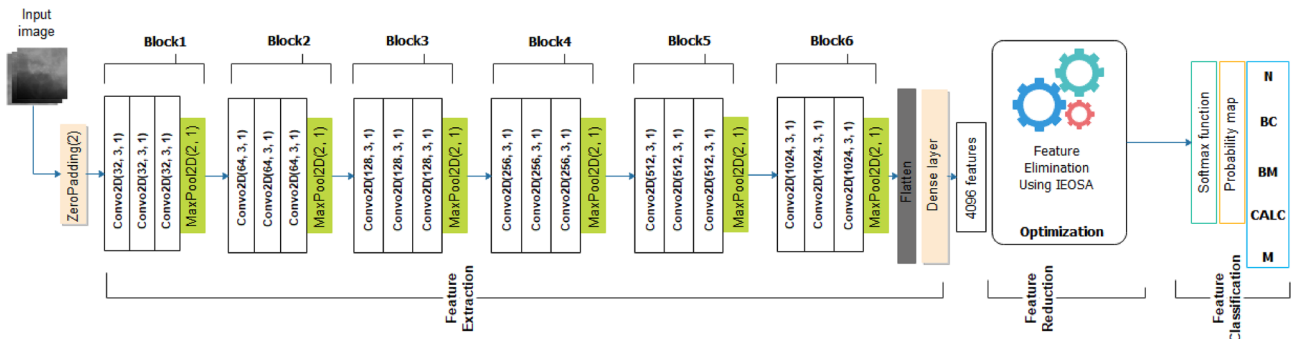 Input
image
ZeroPadding(2)
Block1
Convo2D(32, 3, 1)
Convo2D(32, 3, 1)
Convo2D(32, 3, 1)
MaxPool2D(2, 1)
Block2
Convo2D(64, 3, 1)
Convo2D(64, 3, 1)
Convo2D(64, 3, 1)
MaxPool2D(2, 1)
Block3
Convo2D(128, 3, 1)
Convo2D(128, 3, 1)
Convo2D(128, 3, 1)
MaxPool2D(2, 1)
Block4
Convo2D(256, 3, 1)
Convo2D(256, 3, 1)
Convo2D(256, 3, 1)
MaxPool2D(2, 1)
Block5
Convo2D(512, 3, 1)
Convo2D(512, 3, 1)
Convo2D(512, 3, 1)
MaxPool2D(2, 1)
Block6
Convo2D(1024, 3, 1)
Convo2D(1024, 3, 1)
Convo2D(1024, 3, 1)
MaxPool2D(2, 1)
Flatten
Dense layer
4096 features
Feature
Elimination
Using IEOSA
Optimization
Softmax function
Probability map
N
BC
BM
CALC
M
Feature
Extraction
Feature
Reduction
Feature
Classification